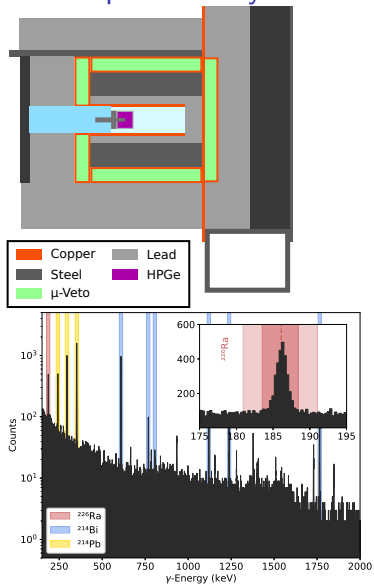 Copper
Lead
Steel
HPGe
μ-Veto
600
400
200
175 180 185 190 195
²²⁶Ra
10³
10²
10¹
10⁰
Counts
²²⁶Ra
²¹⁴Bi
²¹⁴Pb
250 500 750 1000 1250 1500 1750 2000
γ-Energy (keV)